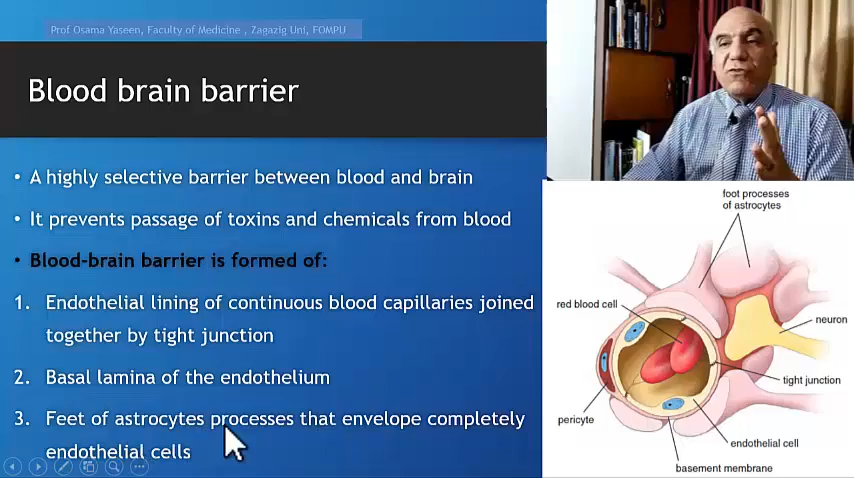 Prof Osama Yaseen, Faculty of Medicine , Zagazig Uni, FOMPU
Blood brain barrier
• A highly selective barrier between blood and brain
• It prevents passage of toxins and chemicals from blood
• Blood-brain barrier is formed of:
1. Endothelial lining of continuous blood capillaries joined
together by tight junction
2. Basal lamina of the endothelium
3. Feet of astrocytes processes that envelope completely
endothelial cells
foot processes
of astrocytes
red blood cell
neuron
tight junction
pericyte
endothelial cell
basement membrane